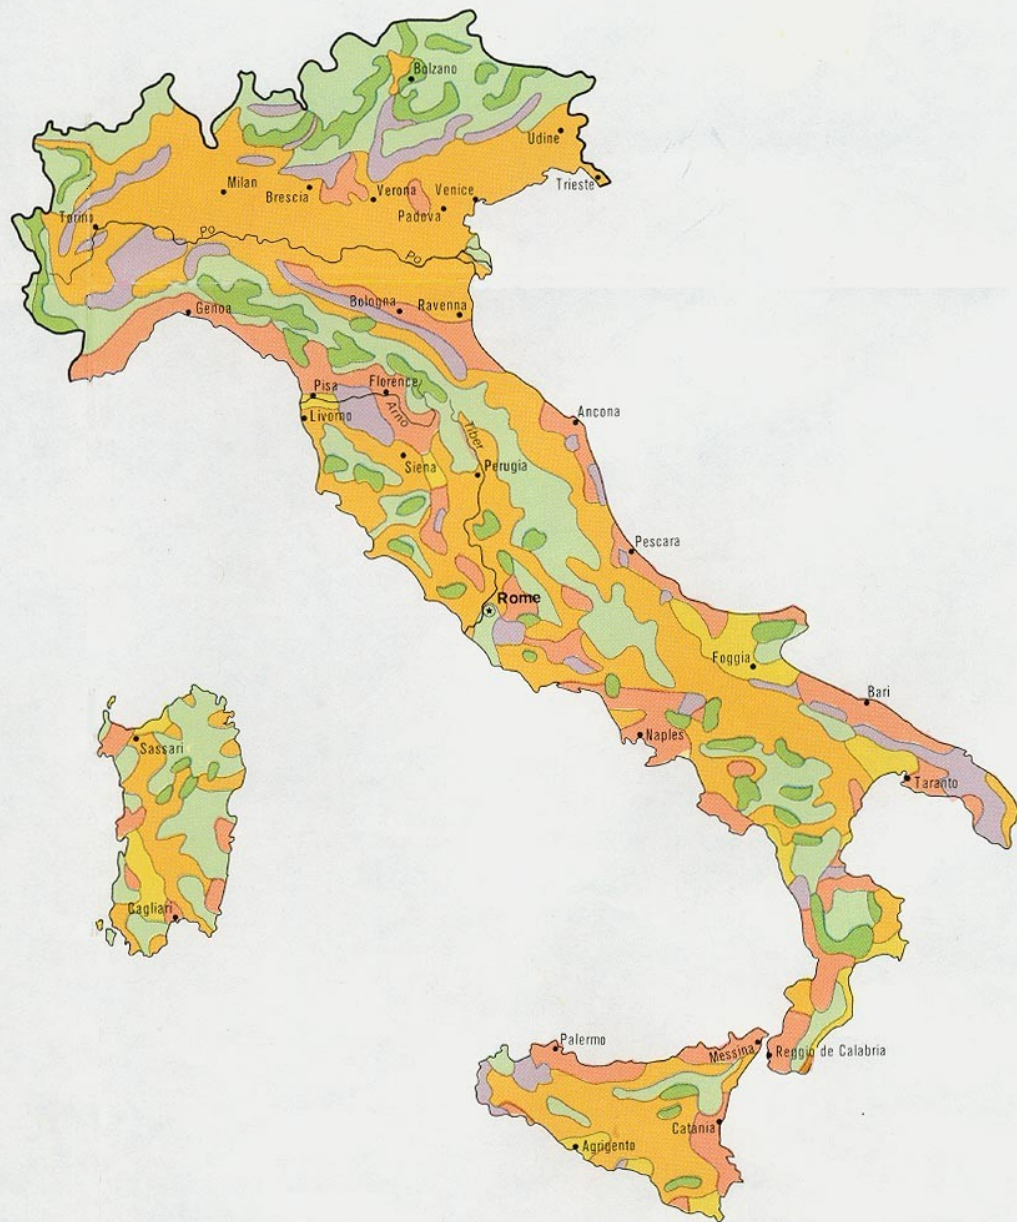 Bolzano
Udine
Milan
Trieste
Brescia
Verona
Venice
Padova
Torino
Po
Po
Genoa
Bologna
Ravenna
Pisa
Florence
Arno
Livorno
Ancona
Tiber
Siena
Perugia
Pescara
Rome
Foggia
Bari
Naples
Sassari
Taranto
Cagliari
Palermo
Messina
Reggio de Calabria
Catania
Agrigento